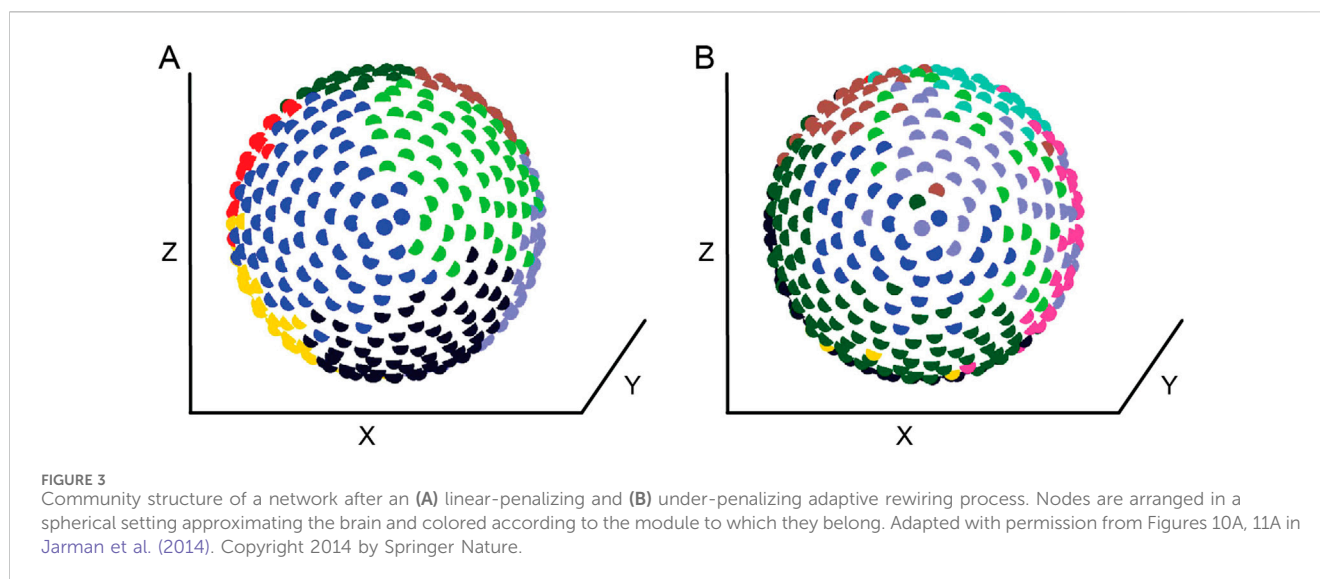 A
B
Z
Y
X
Z
Y
X
FIGURE 3
Community structure of a network after an (A) linear-penalizing and (B) under-penalizing adaptive rewiring process. Nodes are arranged in a
spherical setting approximating the brain and colored according to the module to which they belong. Adapted with permission from Figures 10A, 11A in
Jarman et al. (2014). Copyright 2014 by Springer Nature.